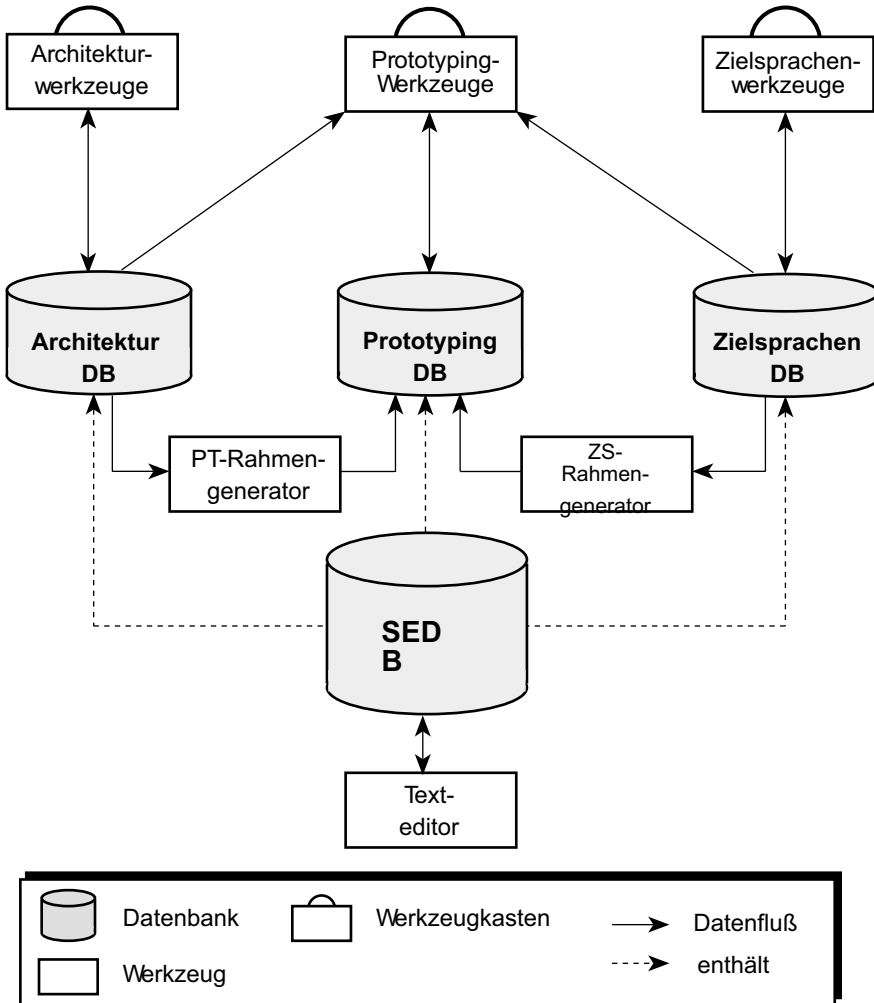 Architektur-
werkzeuge
Prototyping-
Werkzeuge
Zielsprachen-
werkzeuge
Architektur
DB
Prototyping
DB
Zielsprachen
DB
PT-Rahmen-
generator
ZS-
Rahmen-
generator
SED
B
Text-
editor
Datenbank
Werkzeugkasten
Datenfluß
Werkzeug
enthält